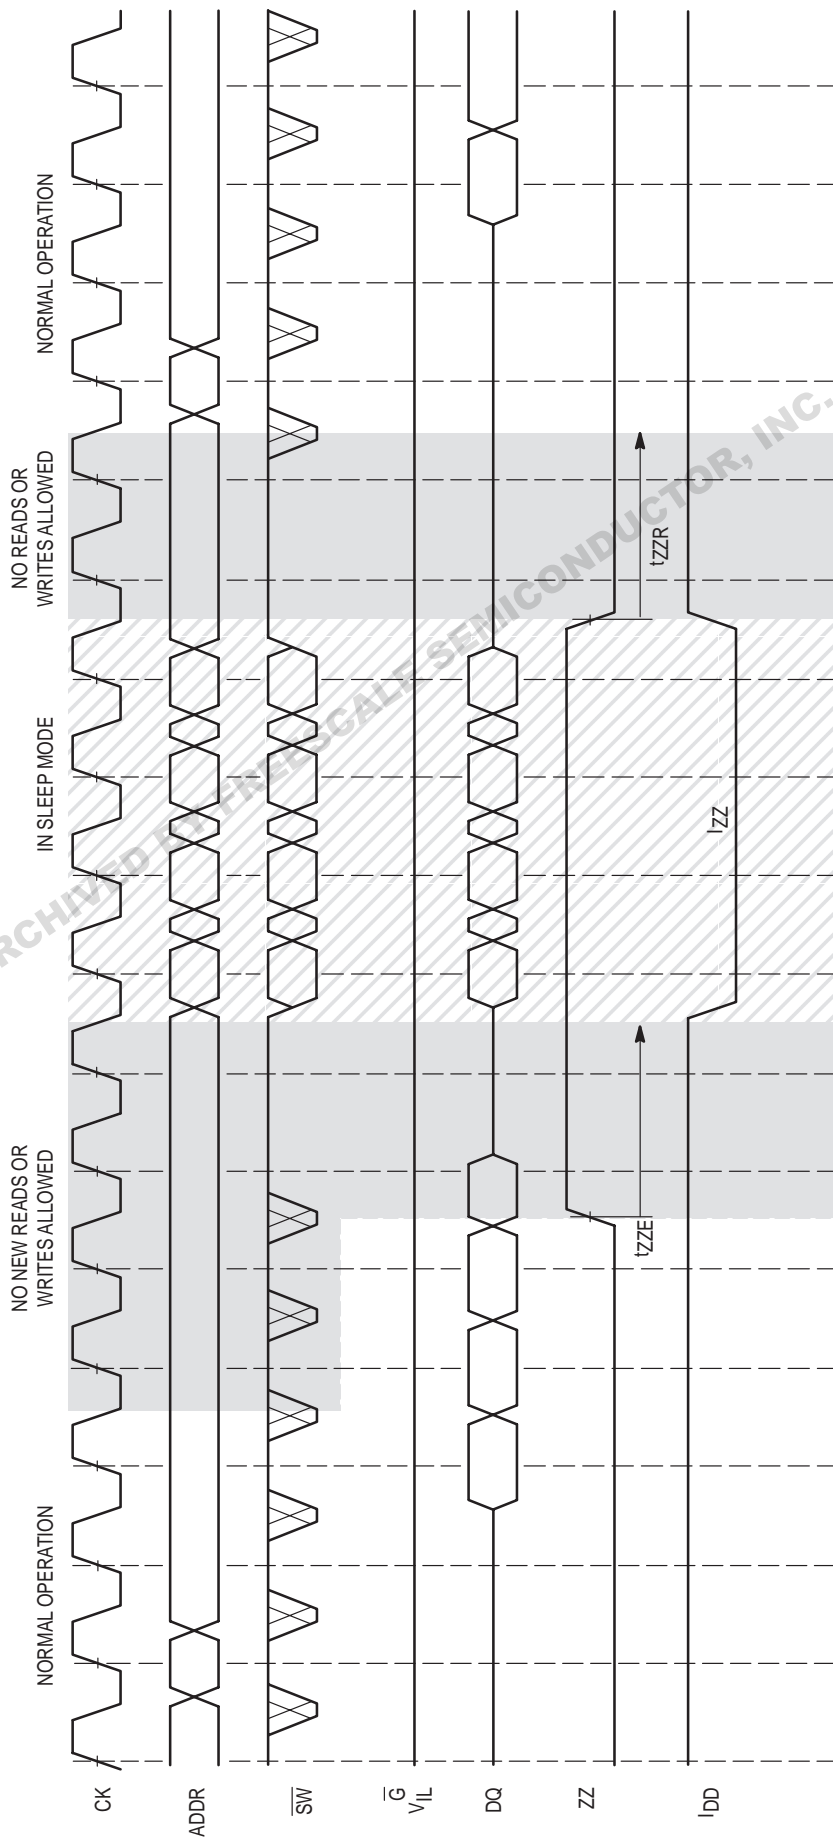 NORMAL OPERATION
NO NEW READS OR
WRITES ALLOWED
IN SLEEP MODE
NO READS OR
WRITES ALLOWED
NORMAL OPERATION
CK
ADDR
SW
G
VIL
DQ
ZZ
tZZE
tZZR
IDD
IZZ
RCHIVED BY FREESCALE SEMICONDUCTOR, INC.